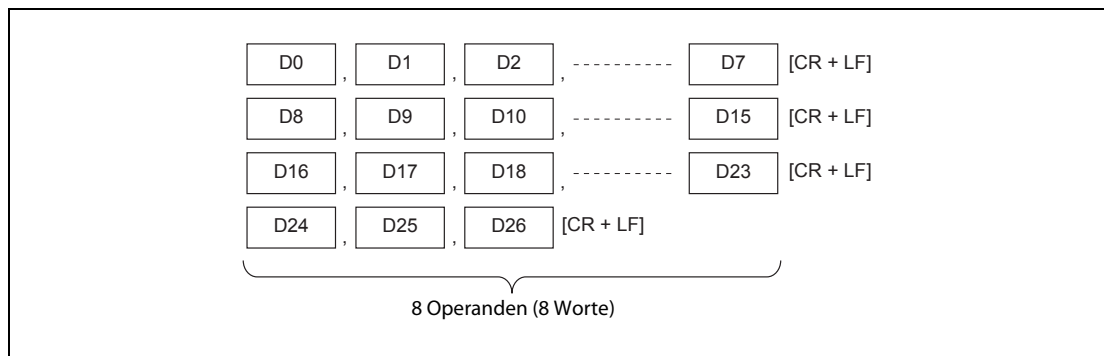 D0 , D1 , D2 , ---------- D7 [CR + LF]
D8 , D9 , D10 , ---------- D15 [CR + LF]
D16 , D17 , D18 , ---------- D23 [CR + LF]
D24 , D25 , D26 [CR + LF]
8 Operanden (8 Worte)